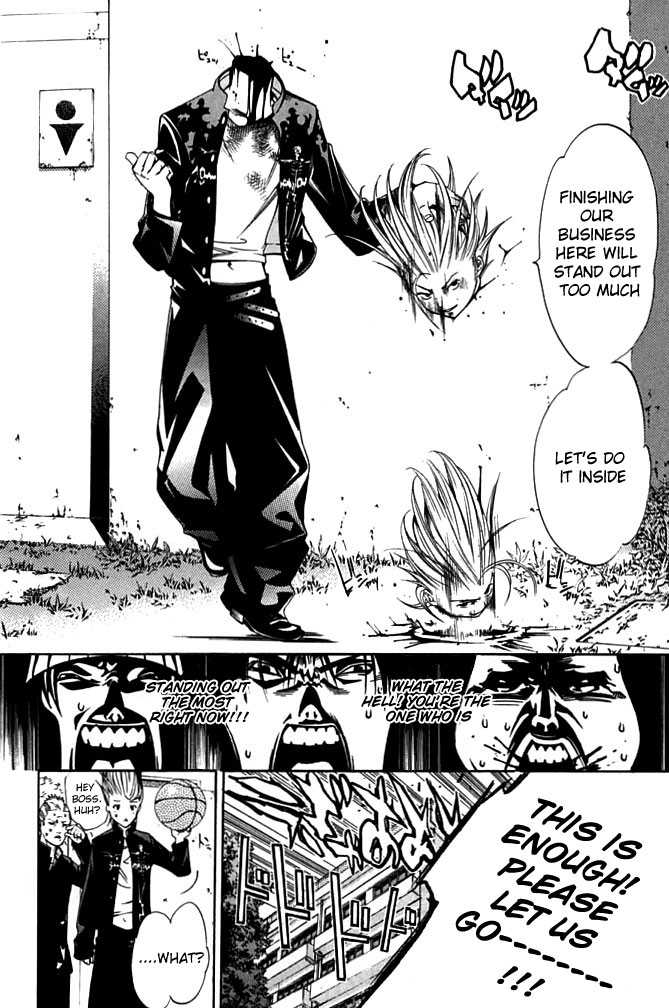 FINISHING
OUR
BUSINESS
HERE WILL
STAND OUT
TOO MUCH
LET'S DO
IT INSIDE
WHAT THE
HELL! YOU'RE THE
ONE WHO IS
STANDING OUT
THE MOST
RIGHT NOW!!!
THIS IS
ENOUGH!
PLEASE
LET US
GO--------
!!!
HEY
BOSS.
HUH?
....WHAT?